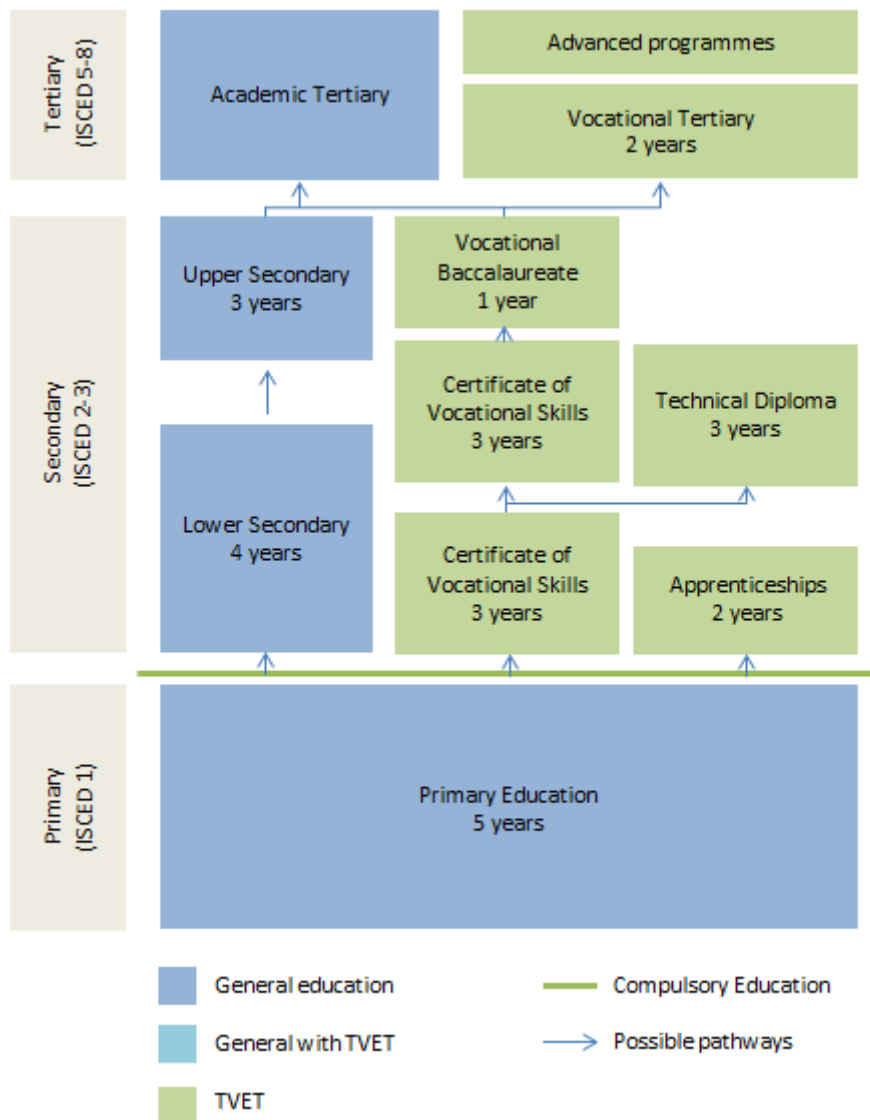 Tertiary
(ISCED 5-8)
Academic Tertiary
Advanced programmes
Vocational Tertiary
2 years
Secondary
(ISCED 2-3)
Upper Secondary
3 years
Vocational
Baccalaureate
1 year
Certificate of
Vocational Skills
3 years
Technical Diploma
3 years
Lower Secondary
4 years
Certificate of
Vocational Skills
3 years
Apprenticeships
2 years
Primary
(ISCED 1)
Primary Education
5 years
General education
Compulsory Education
General with TVET
Possible pathways
TVET